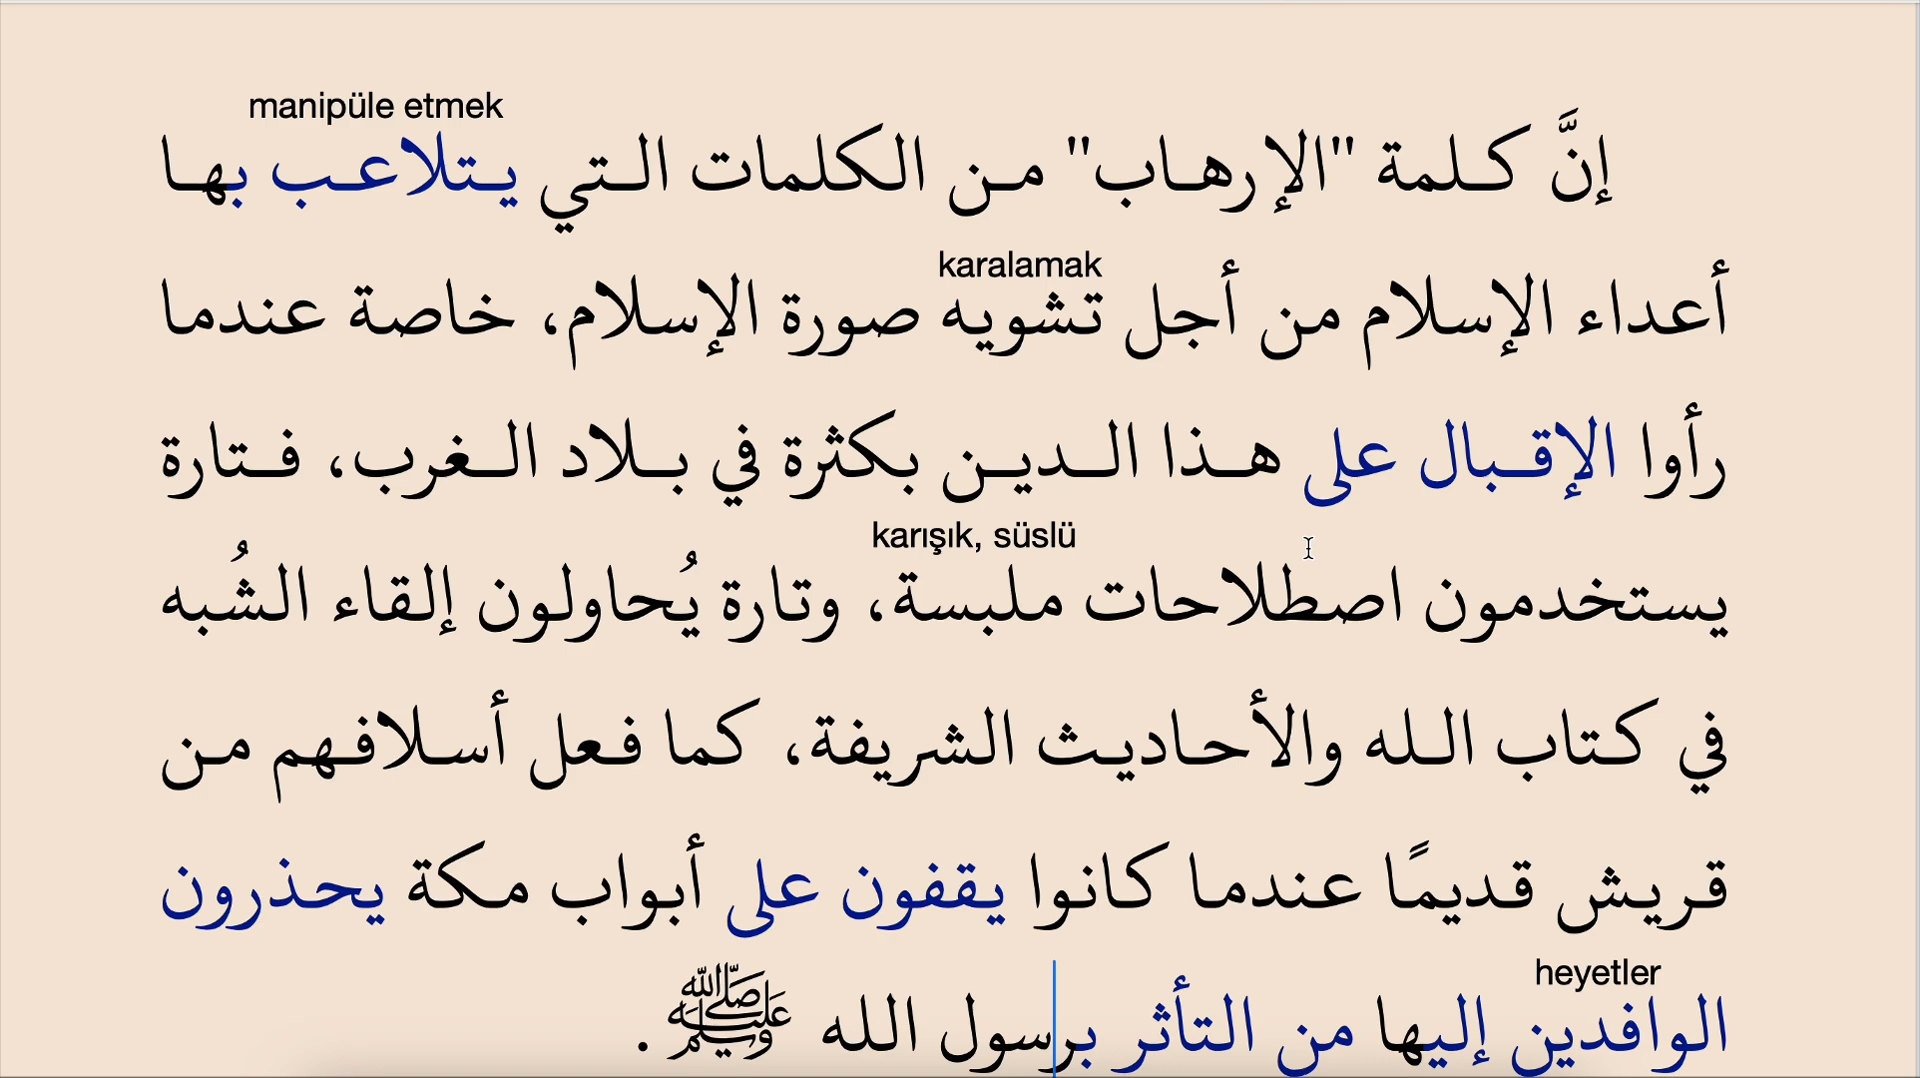 manipüle etmek
إنَّ كلمة "الإرهاب" من الكلمات التي يتلاعب بها
karalamak
أعداء الإسلام من أجل تشويه صورة الإسلام، خاصة عندما
رأوا الإقبال على هذا الدين بكثرة في بلاد الغرب، فتارة
karışık, süslü
يستخدمون اصطلاحات ملبسة، وتارة يُحاولون إلقاء الشُبه
في كتاب الله والأحاديث الشريفة، كما فعل أسلافهم من
قريش قديمًا عندما كانوا يقفون على أبواب مكة يحذرون
heyetler
الوافدين إليها من التأثر برسول الله ﷺ.